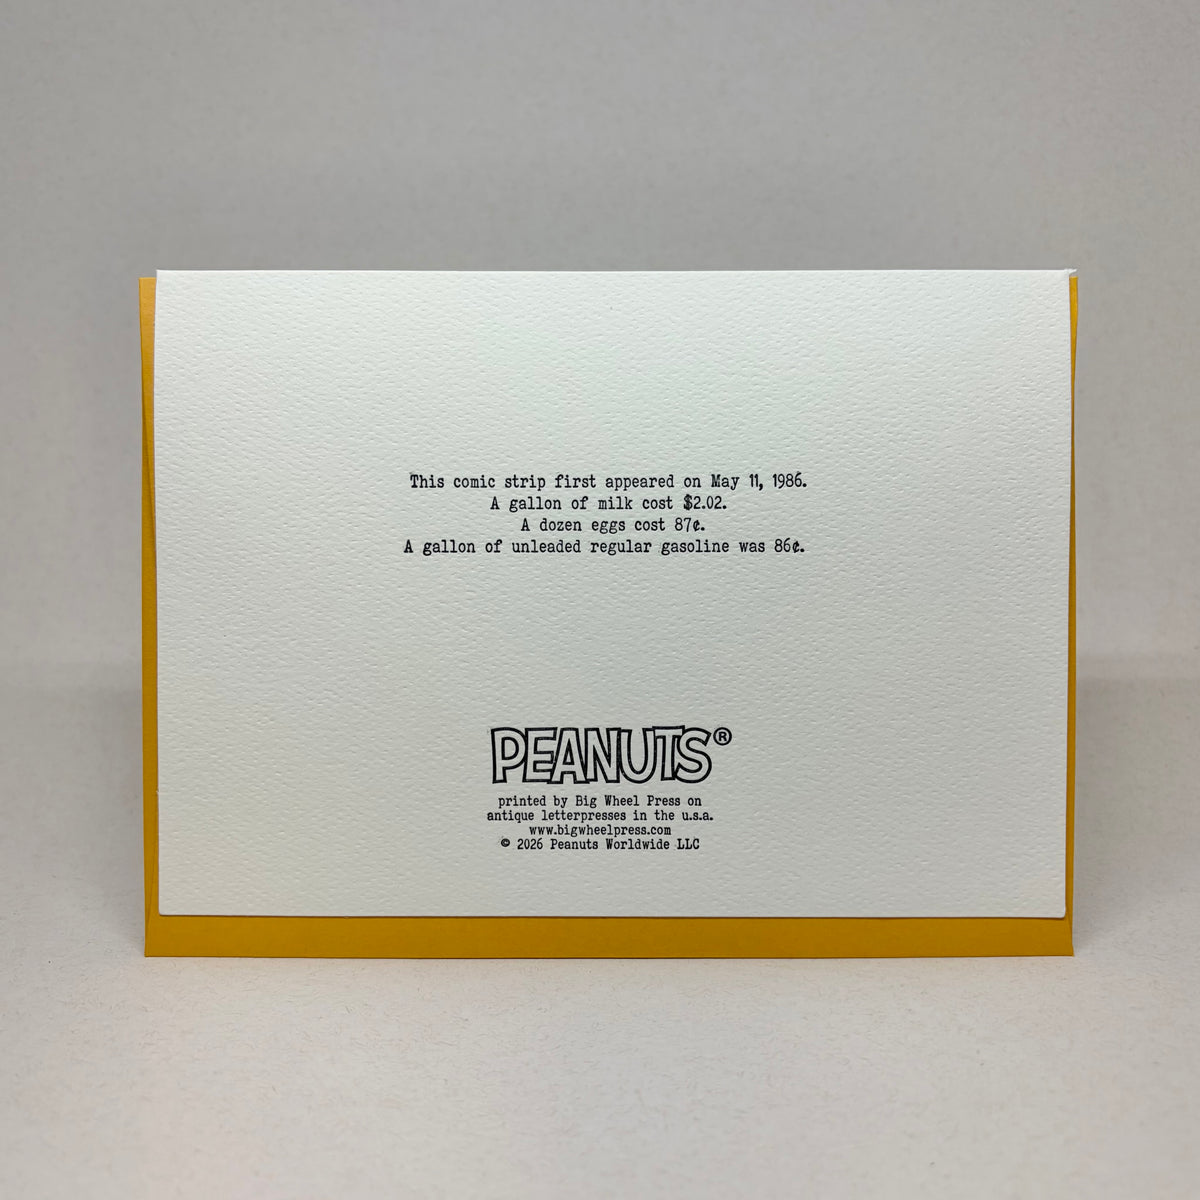 This comic strip first appeared on May 11, 1986.
A gallon of milk cost $2.02.
A dozen eggs cost 87¢.
A gallon of unleaded regular gasoline was 86¢.
PEANUTS®
printed by Big Wheel Press on
antique letterpresses in the u.s.a.
www.bigwheelpress.com
© 2026 Peanuts Worldwide LLC